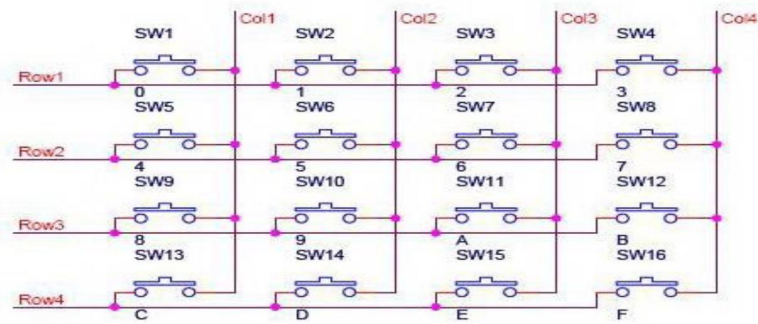 Col1 Col2 Col3 Col4
SW1 SW2 SW3 SW4
Row1
0 1 2 3
SW5 SW6 SW7 SW8
Row2
4 5 6 7
SW9 SW10 SW11 SW12
Row3
8 9 A B
SW13 SW14 SW15 SW16
Row4
C D E F